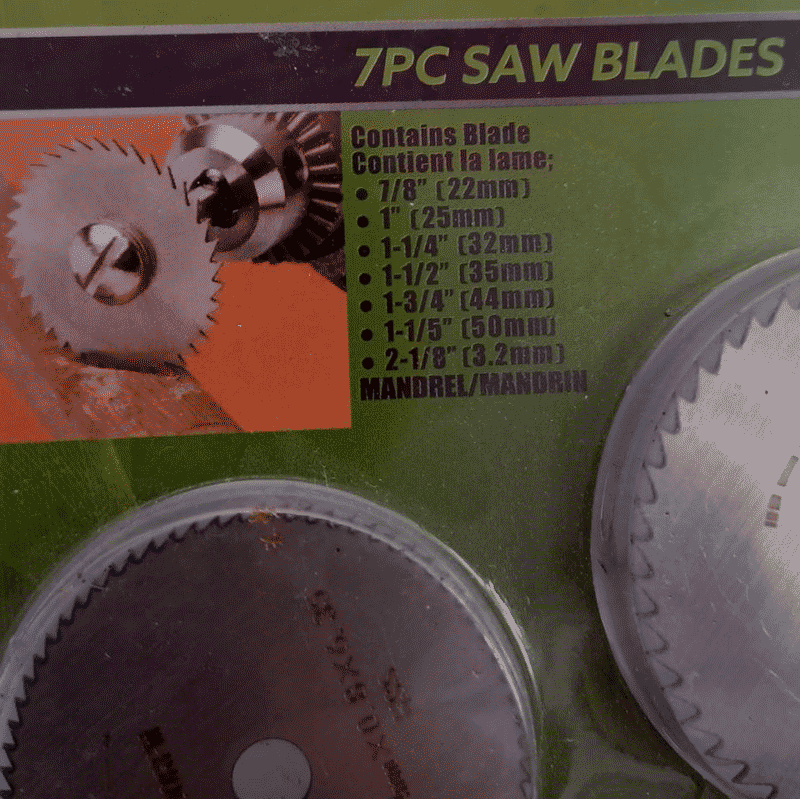 7PC SAW BLADES
Contains Blade
Contient la lame;
• 7/8" (22mm)
• 1" (25mm)
• 1-1/4" (32mm)
• 1-1/2" (35mm)
• 1-3/4" (44mm)
• 1-1/5" (50mm)
• 2-1/8" (3.2mm)
MANDREL/MANDRIN